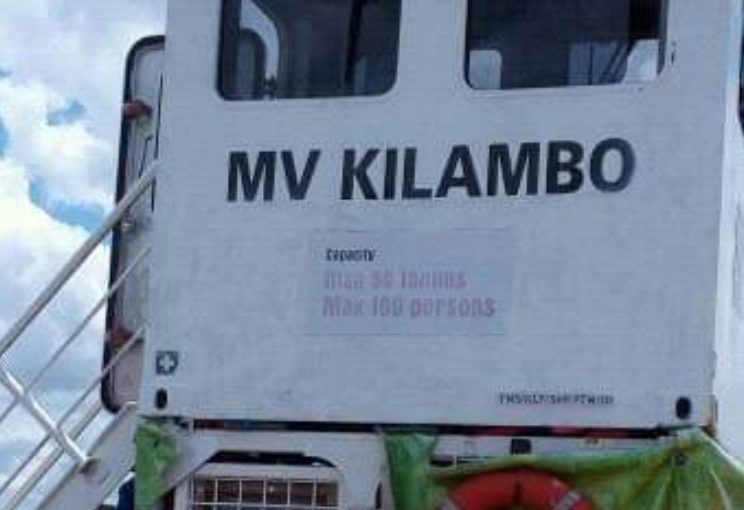 MV KILAMBO
Capacity
Max 50 tonnes
Max 100 persons